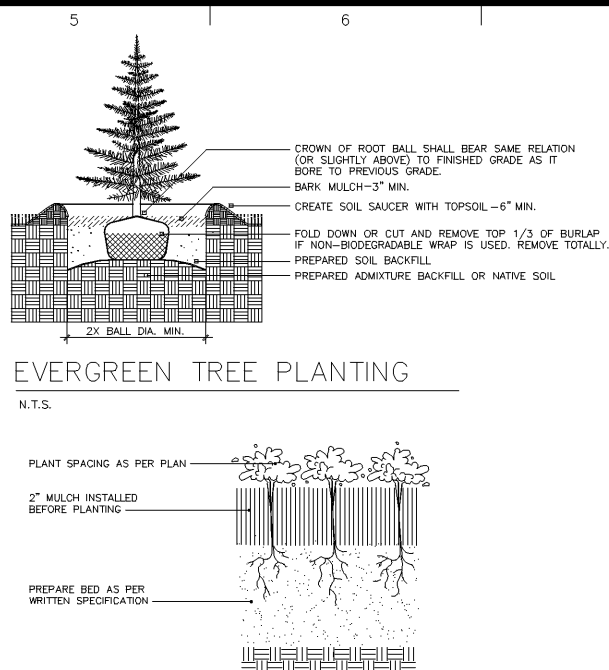 5
6
CROWN OF ROOT BALL SHALL BEAR SAME RELATION
(OR SLIGHTLY ABOVE) TO FINISHED GRADE AS IT
BORE TO PREVIOUS GRADE.
BARK MULCH-3" MIN.
CREATE SOIL SAUCER WITH TOPSOIL-6" MIN.
FOLD DOWN OR CUT AND REMOVE TOP 1/3 OF BURLAP
IF NON-BIODEGRADABLE WRAP IS USED. REMOVE TOTALLY.
PREPARED SOIL BACKFILL
PREPARED ADMIXTURE BACKFILL OR NATIVE SOIL
2X BALL DIA. MIN.
EVERGREEN TREE PLANTING
N.T.S.
PLANT SPACING AS PER PLAN
2" MULCH INSTALLED
BEFORE PLANTING
PREPARE BED AS PER
WRITTEN SPECIFICATION